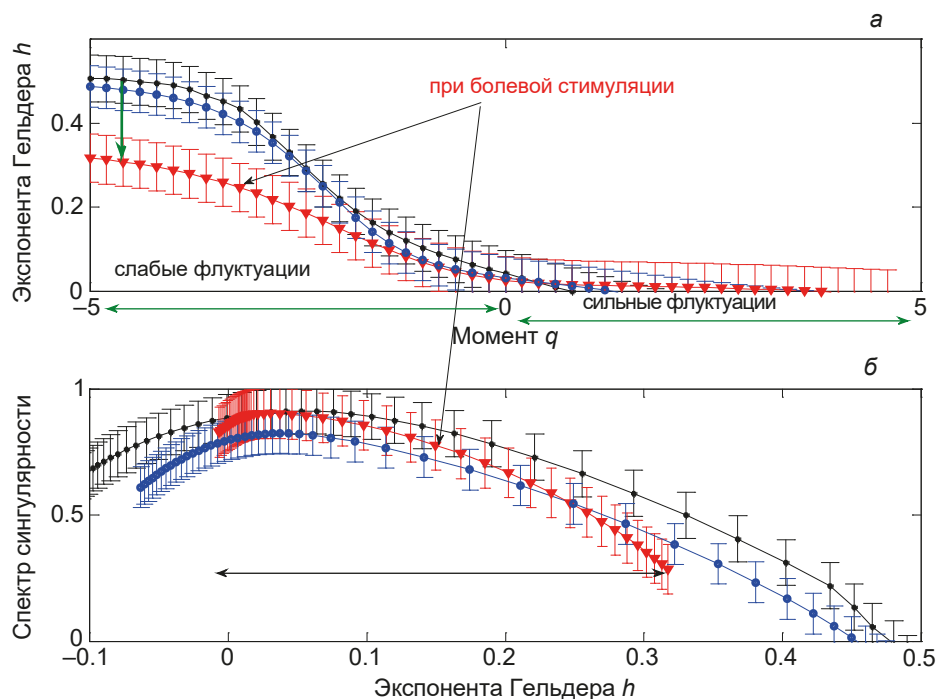 а
Экспонента Гельдера h
0.4
0.2
0
при болевой стимуляции
слабые флуктуации
сильные флуктуации
–5
0
5
Момент q
б
Спектр сингулярности
1
0.5
0
–0.1
0
0.1
0.2
0.3
0.4
0.5
Экспонента Гельдера h